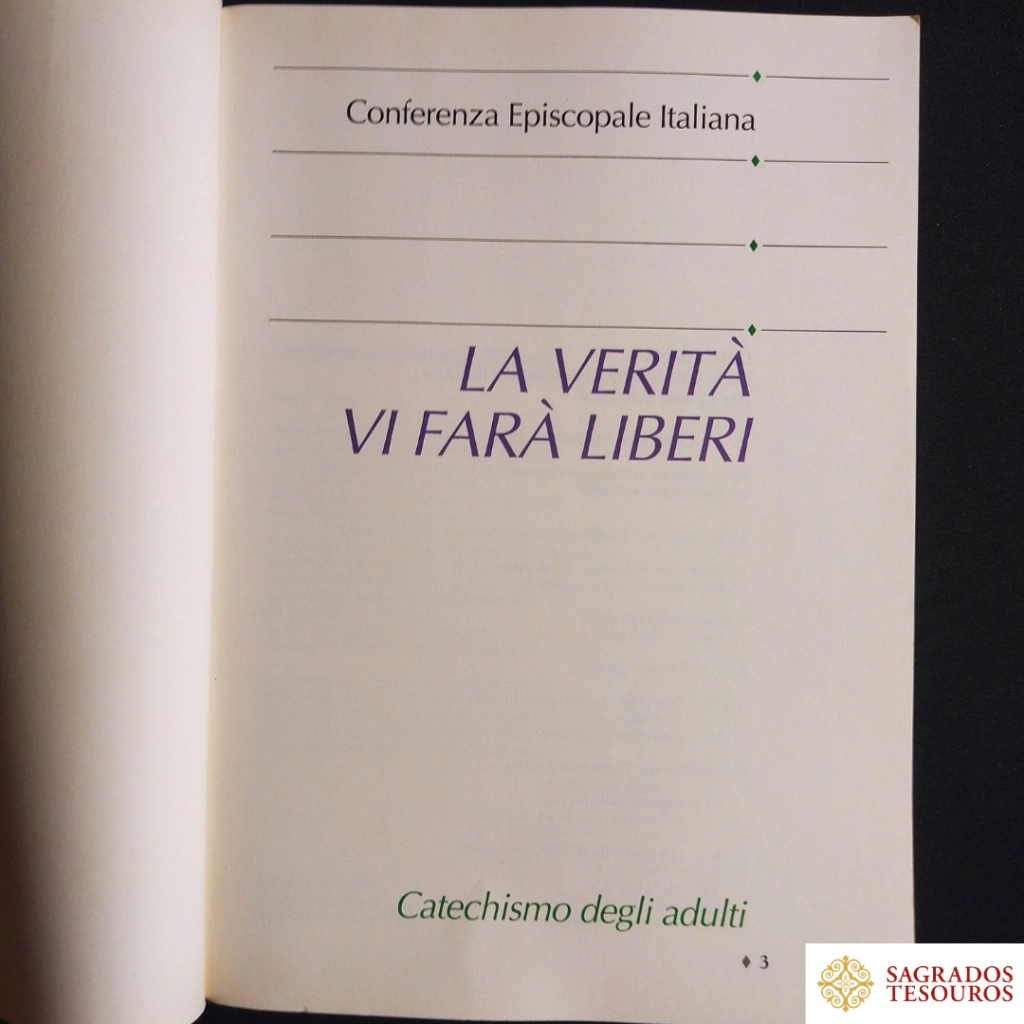 Conferenza Episcopale Italiana
LA VERITÀ
VI FARÀ LIBERI
Catechismo degli adulti
♦ 3
SAGRADOS
TESOUROS